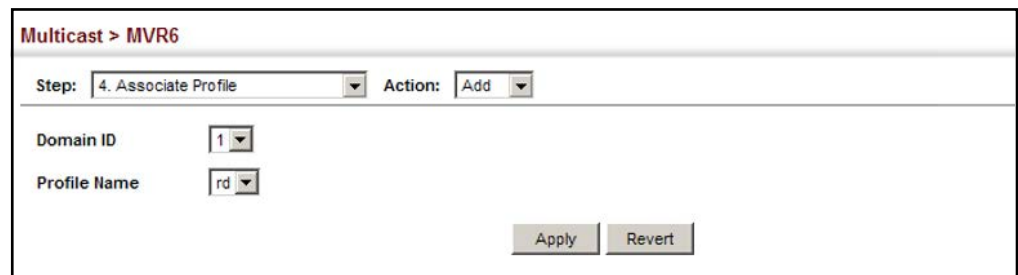 Multicast > MVR6
Step: 4. Associate Profile Action: Add
Domain ID 1
Profile Name rd
Apply Revert